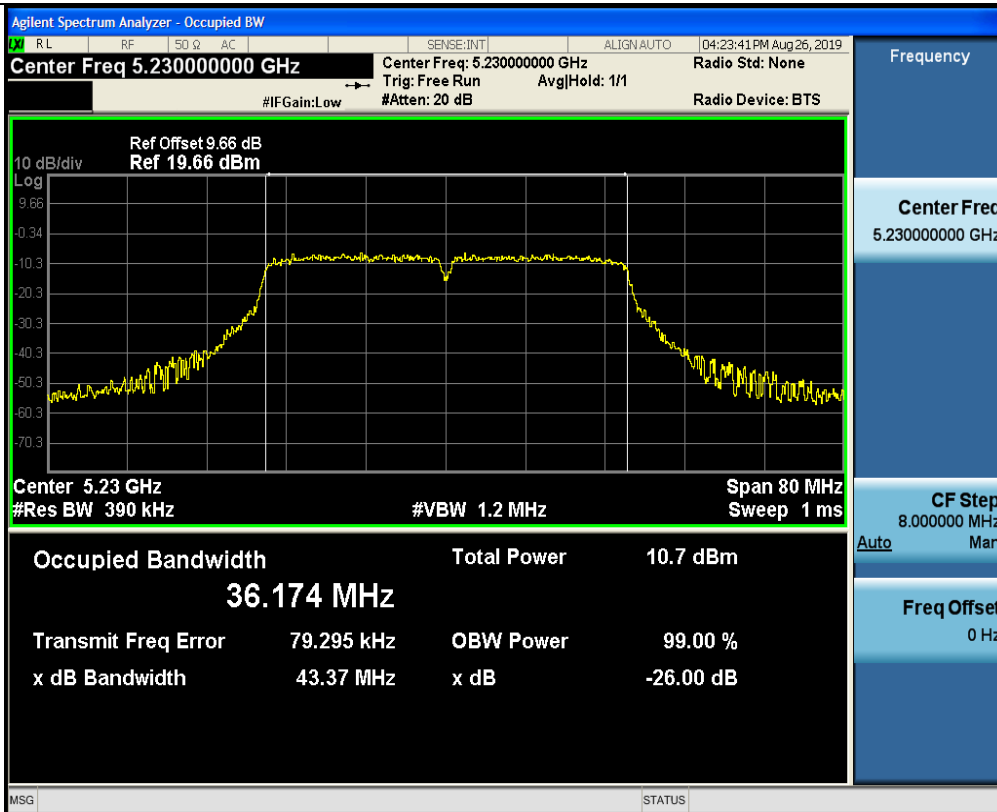 Agilent Spectrum Analyzer - Occupied BW
LXI RL RF 50 Ω AC SENSE:INT ALIGN AUTO 04:23:41 PM Aug 26, 2019
Center Freq 5.230000000 GHz
Center Freq: 5.230000000 GHz
Radio Std: None
Trig: Free Run Avg|Hold: 1/1
#IFGain:Low
#Atten: 20 dB
Radio Device: BTS
Ref Offset 9.66 dB
10 dB/div Ref 19.66 dBm
Log
9.66
-0.34
-10.3
-20.3
-30.3
-40.3
-50.3
-60.3
-70.3
Center 5.23 GHz Span 80 MHz
#Res BW 390 kHz #VBW 1.2 MHz Sweep 1 ms
Occupied Bandwidth Total Power 10.7 dBm
36.174 MHz
Transmit Freq Error 79.295 kHz OBW Power 99.00 %
x dB Bandwidth 43.37 MHz x dB -26.00 dB
Frequency
Center Freq
5.230000000 GHz
CF Step
8.000000 MHz
Auto Man
Freq Offset
0 Hz
MSG STATUS